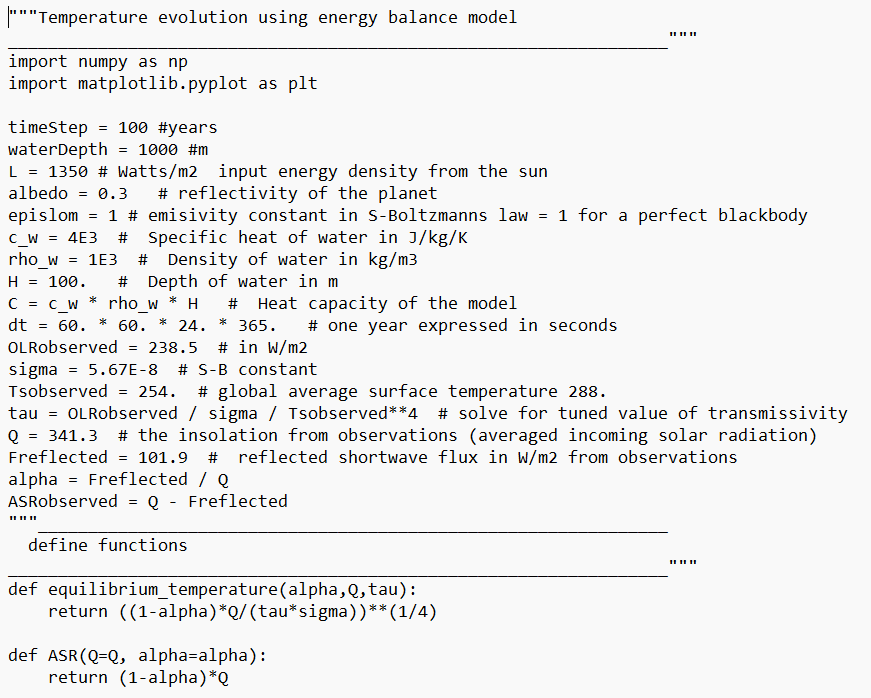 """Temperature evolution using energy balance model
__________________________________________________________________"""
import numpy as np
import matplotlib.pyplot as plt

timeStep = 100 #years
waterDepth = 1000 #m
L = 1350 # Watts/m2  input energy density from the sun
albedo = 0.3   # reflectivity of the planet
epislom = 1 # emisivity constant in S-Boltzmanns law = 1 for a perfect blackbody
c_w = 4E3  #  Specific heat of water in J/kg/K
rho_w = 1E3  #  Density of water in kg/m3
H = 100.   #  Depth of water in m
C = c_w * rho_w * H   #  Heat capacity of the model
dt = 60. * 60. * 24. * 365.   # one year expressed in seconds
OLRobserved = 238.5  # in W/m2
sigma = 5.67E-8  # S-B constant
Tsobserved = 254.  # global average surface temperature 288.
tau = OLRobserved / sigma / Tsobserved**4  # solve for tuned value of transmissivity
Q = 341.3  # the insolation from observations (averaged incoming solar radiation)
Freflected = 101.9  #  reflected shortwave flux in W/m2 from observations
alpha = Freflected / Q
ASRobserved = Q - Freflected
"""_______________________________________________________________
  define functions
__________________________________________________________________"""
def equilibrium_temperature(alpha,Q,tau):
    return ((1-alpha)*Q/(tau*sigma))**(1/4)

def ASR(Q=Q, alpha=alpha):
    return (1-alpha)*Q